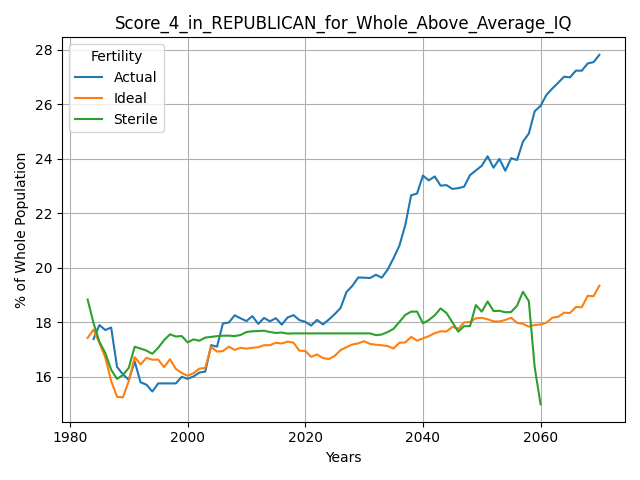 Score_4_in_REPUBLICAN_for_Whole_Above_Average_IQ
Fertility
Actual
Ideal
Sterile
% of Whole Population
28
26
24
22
20
18
16
1980
2000
2020
2040
2060
Years